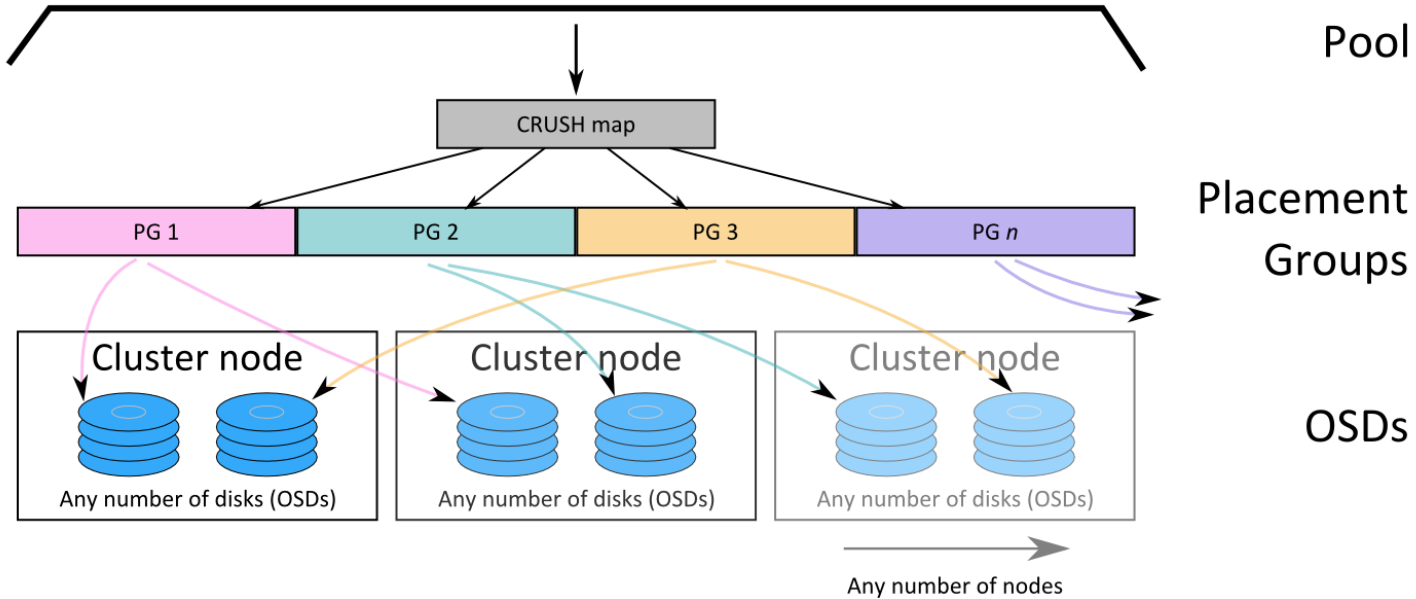 Pool
CRUSH map
Placement
Groups
PG 1
PG 2
PG 3
PG n
Cluster node
Cluster node
Cluster node
OSDs
Any number of disks (OSDs)
Any number of disks (OSDs)
Any number of disks (OSDs)
Any number of nodes